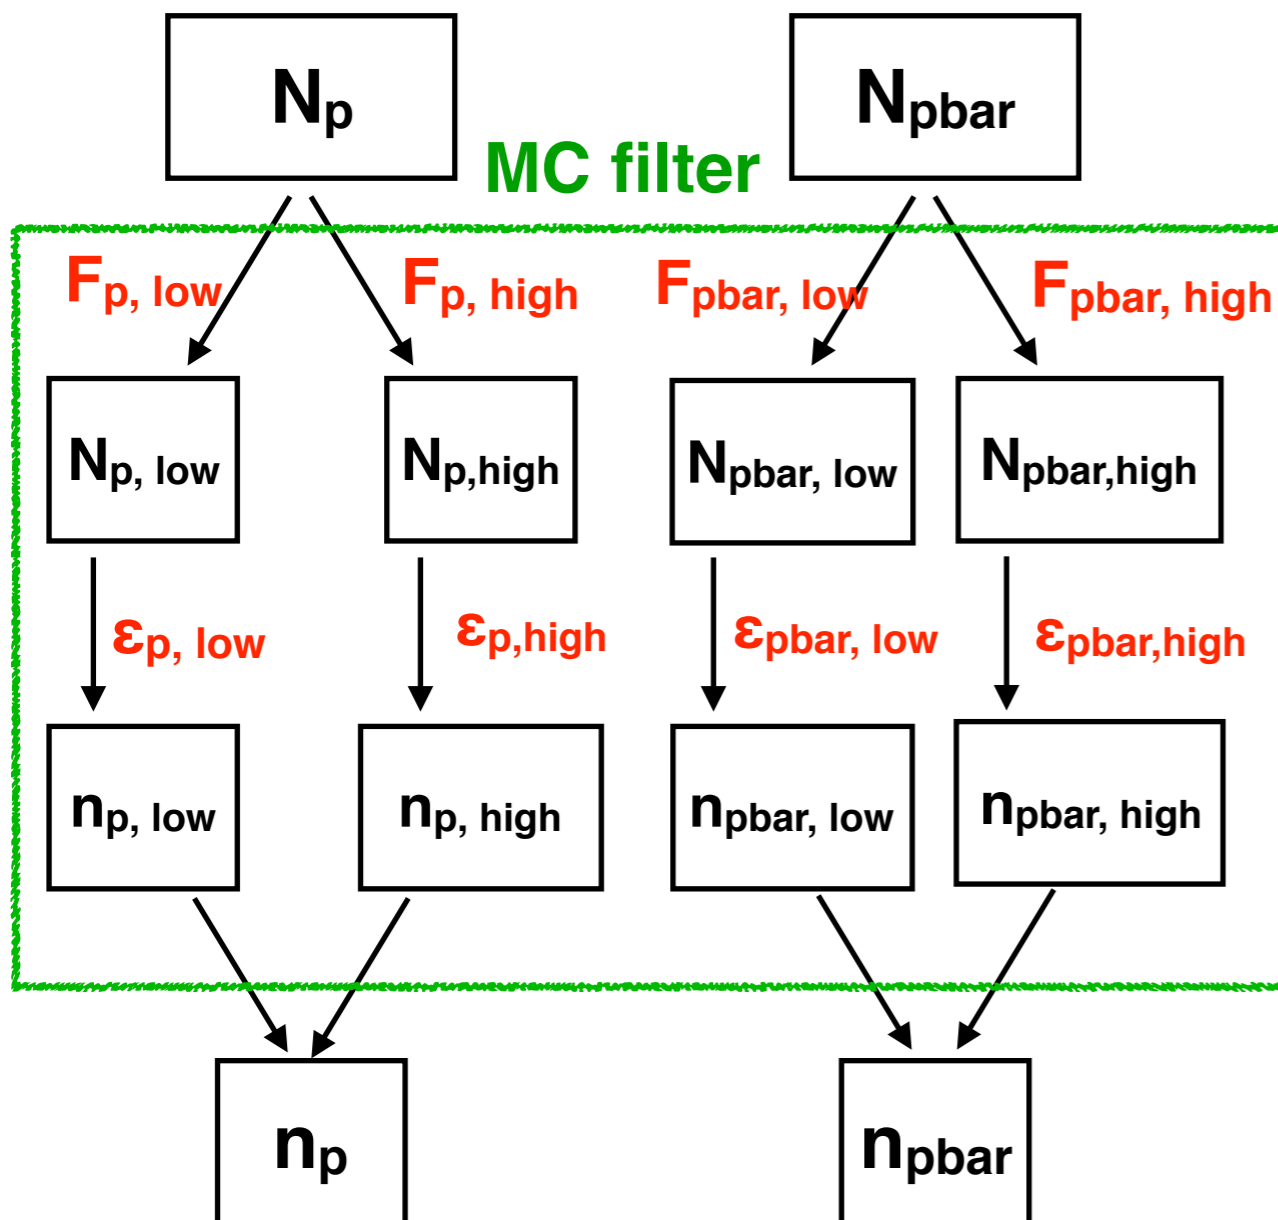 Np Npbar
MC filter
Fp, low Fp, high Fpbar, low Fpbar, high
Np, low Np,high Npbar, low Npbar,high
εp, low εp,high εpbar, low εpbar,high
np, low np, high npbar, low npbar, high
np npbar